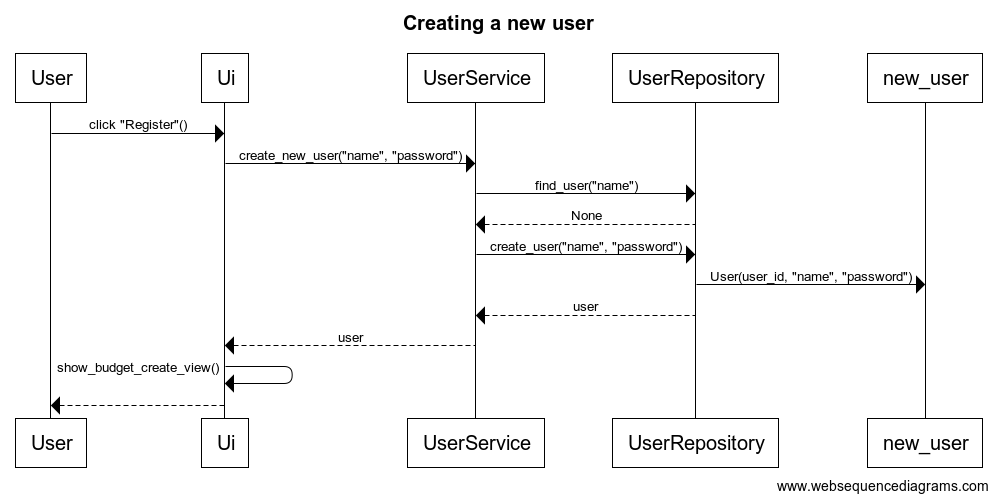 Creating a new user
User Ui UserService UserRepository new_user
click "Register"()
create_new_user("name", "password")
find_user("name")
None
create_user("name", "password")
User(user_id, "name", "password")
user
user
show_budget_create_view()
User Ui UserService UserRepository new_user
www.websequencediagrams.com